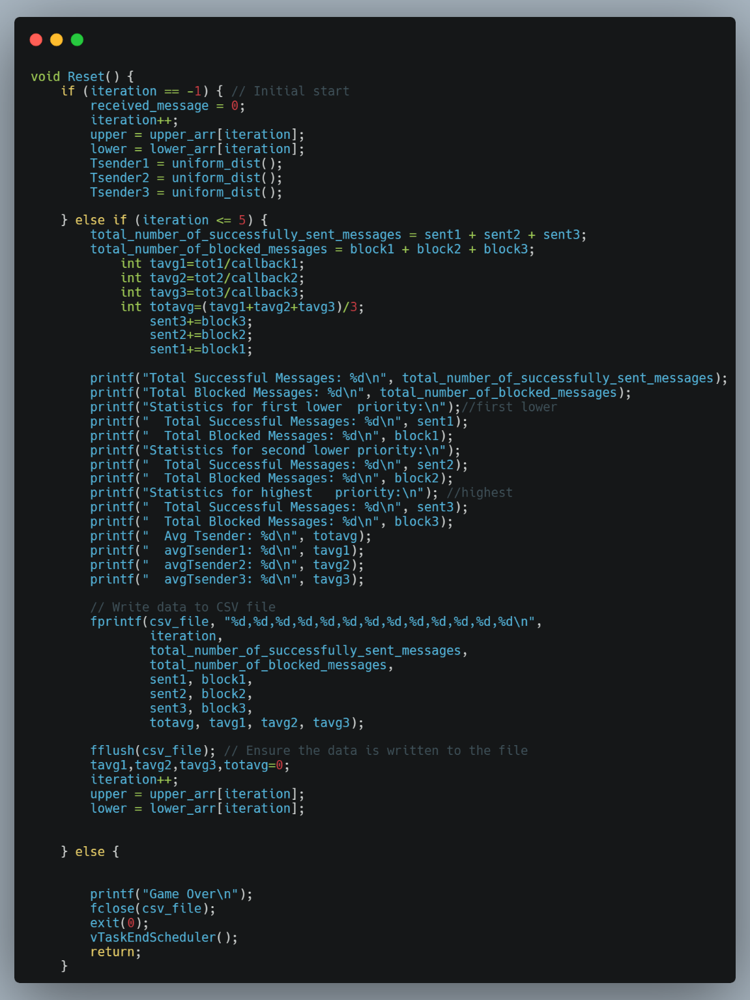 void Reset() {
    if (iteration == -1) { // Initial start
        received_message = 0;
        iteration++;
        upper = upper_arr[iteration];
        lower = lower_arr[iteration];
        Tsender1 = uniform_dist();
        Tsender2 = uniform_dist();
        Tsender3 = uniform_dist();

    } else if (iteration <= 5) {
        total_number_of_successfully_sent_messages = sent1 + sent2 + sent3;
        total_number_of_blocked_messages = block1 + block2 + block3;
            int tavg1=tot1/callback1;
            int tavg2=tot2/callback2;
            int tavg3=tot3/callback3;
            int totavg=(tavg1+tavg2+tavg3)/3;
                sent3+=block3;
                sent2+=block2;
                sent1+=block1;

        printf("Total Successful Messages: %d\n", total_number_of_successfully_sent_messages);
        printf("Total Blocked Messages: %d\n", total_number_of_blocked_messages);
        printf("Statistics for first lower  priority:\n");//first lower
        printf("  Total Successful Messages: %d\n", sent1);
        printf("  Total Blocked Messages: %d\n", block1);
        printf("Statistics for second lower priority:\n");
        printf("  Total Successful Messages: %d\n", sent2);
        printf("  Total Blocked Messages: %d\n", block2);
        printf("Statistics for highest   priority:\n"); //highest
        printf("  Total Successful Messages: %d\n", sent3);
        printf("  Total Blocked Messages: %d\n", block3);
        printf("  Avg Tsender: %d\n", totavg);
        printf("  avgTsender1: %d\n", tavg1);
        printf("  avgTsender2: %d\n", tavg2);
        printf("  avgTsender3: %d\n", tavg3);

        // Write data to CSV file
        fprintf(csv_file, "%d,%d,%d,%d,%d,%d,%d,%d,%d,%d,%d,%d,%d\n",
                iteration,
                total_number_of_successfully_sent_messages,
                total_number_of_blocked_messages,
                sent1, block1,
                sent2, block2,
                sent3, block3,
                totavg, tavg1, tavg2, tavg3);

        fflush(csv_file); // Ensure the data is written to the file
        tavg1,tavg2,tavg3,totavg=0;
        iteration++;
        upper = upper_arr[iteration];
        lower = lower_arr[iteration];


    } else {


        printf("Game Over\n");
        fclose(csv_file);
        exit(0);
        vTaskEndScheduler();
        return;
    }